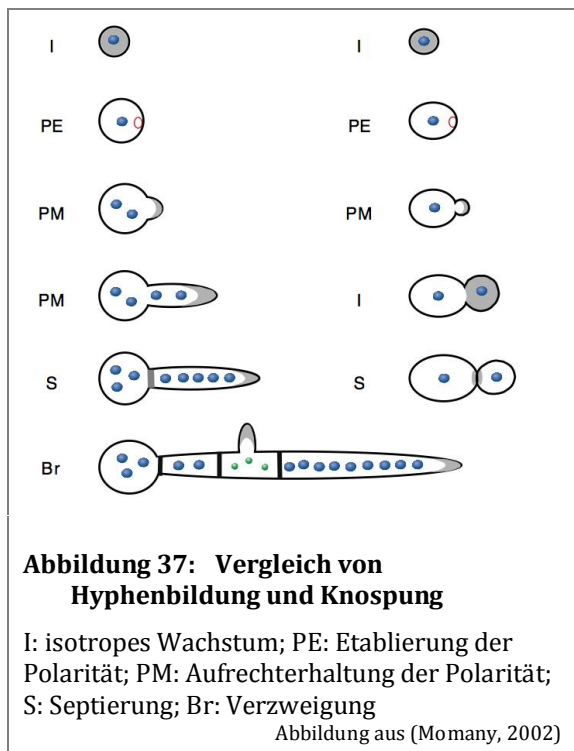 I I
PE PE
PM PM
PM I
S S
Br
Abbildung 37: Vergleich von
Hyphenbildung und Knospung
I: isotropes Wachstum; PE: Etablierung der
Polarität; PM: Aufrechterhaltung der Polarität;
S: Septierung; Br: Verzweigung
Abbildung aus (Momany, 2002)